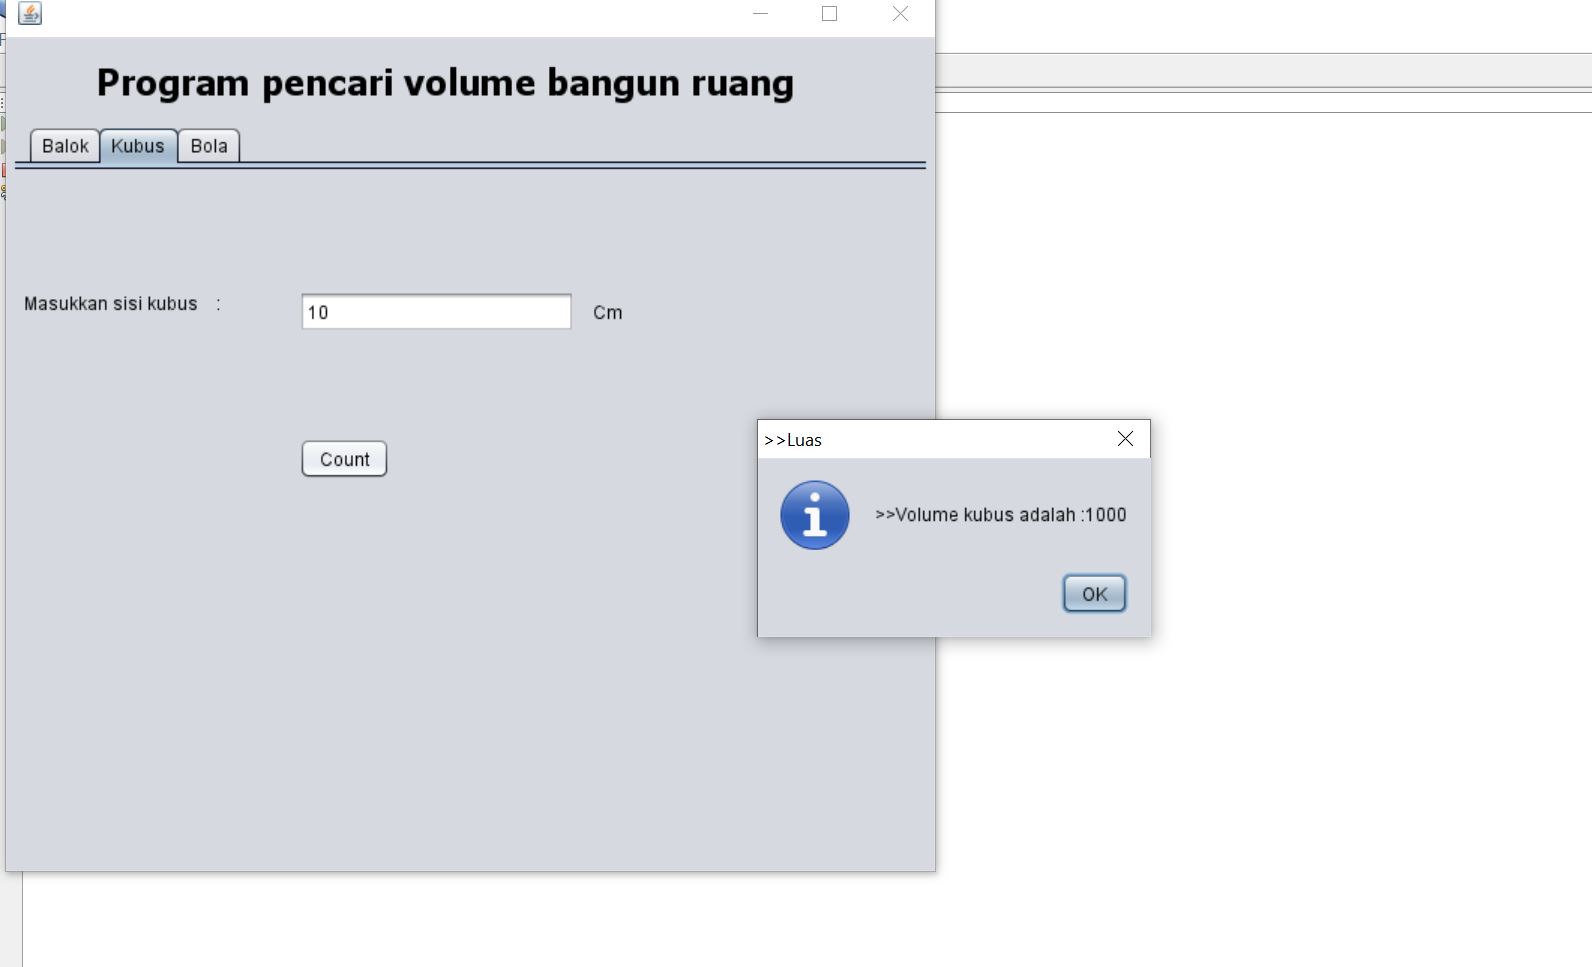 Program pencari volume bangun ruang
Balok Kubus Bola
Masukkan sisi kubus :
10 Cm
Count
>>Luas
>>Volume kubus adalah :1000
OK